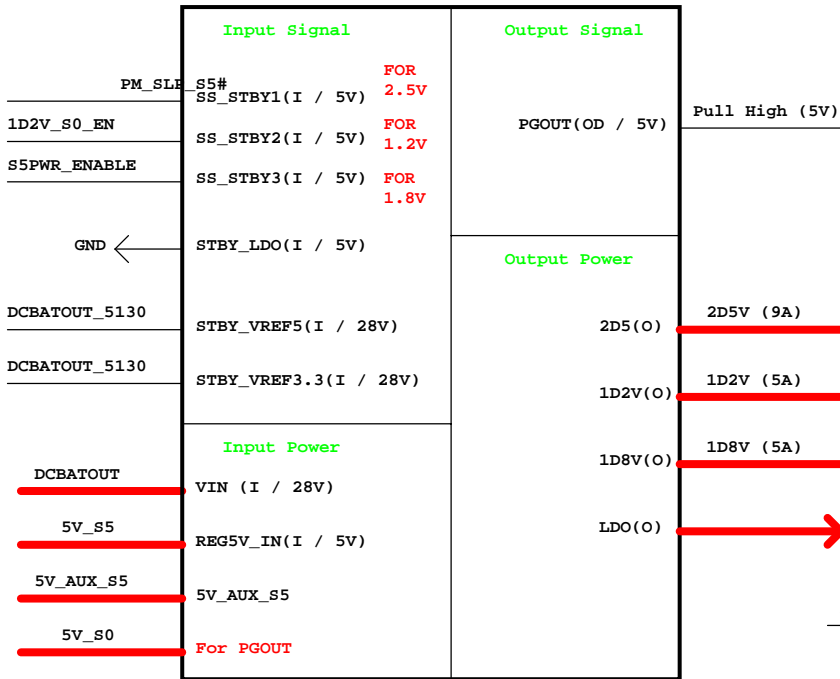 Input Signal
Output Signal
PM_SLP_S5#
SS_STBY1(I / 5V)
FOR
2.5V
1D2V_S0_EN
SS_STBY2(I / 5V)
FOR
1.2V
PGOUT(OD / 5V)
Pull High (5V)
S5PWR_ENABLE
SS_STBY3(I / 5V)
FOR
1.8V
GND
STBY_LDO(I / 5V)
Output Power
DCBATOUT_5130
STBY_VREF5(I / 28V)
2D5(O)
2D5V (9A)
DCBATOUT_5130
STBY_VREF3.3(I / 28V)
1D2V(O)
1D2V (5A)
Input Power
1D8V(O)
1D8V (5A)
DCBATOUT
VIN (I / 28V)
5V_S5
REG5V_IN(I / 5V)
LDO(O)
5V_AUX_S5
5V_AUX_S5
5V_S0
For PGOUT